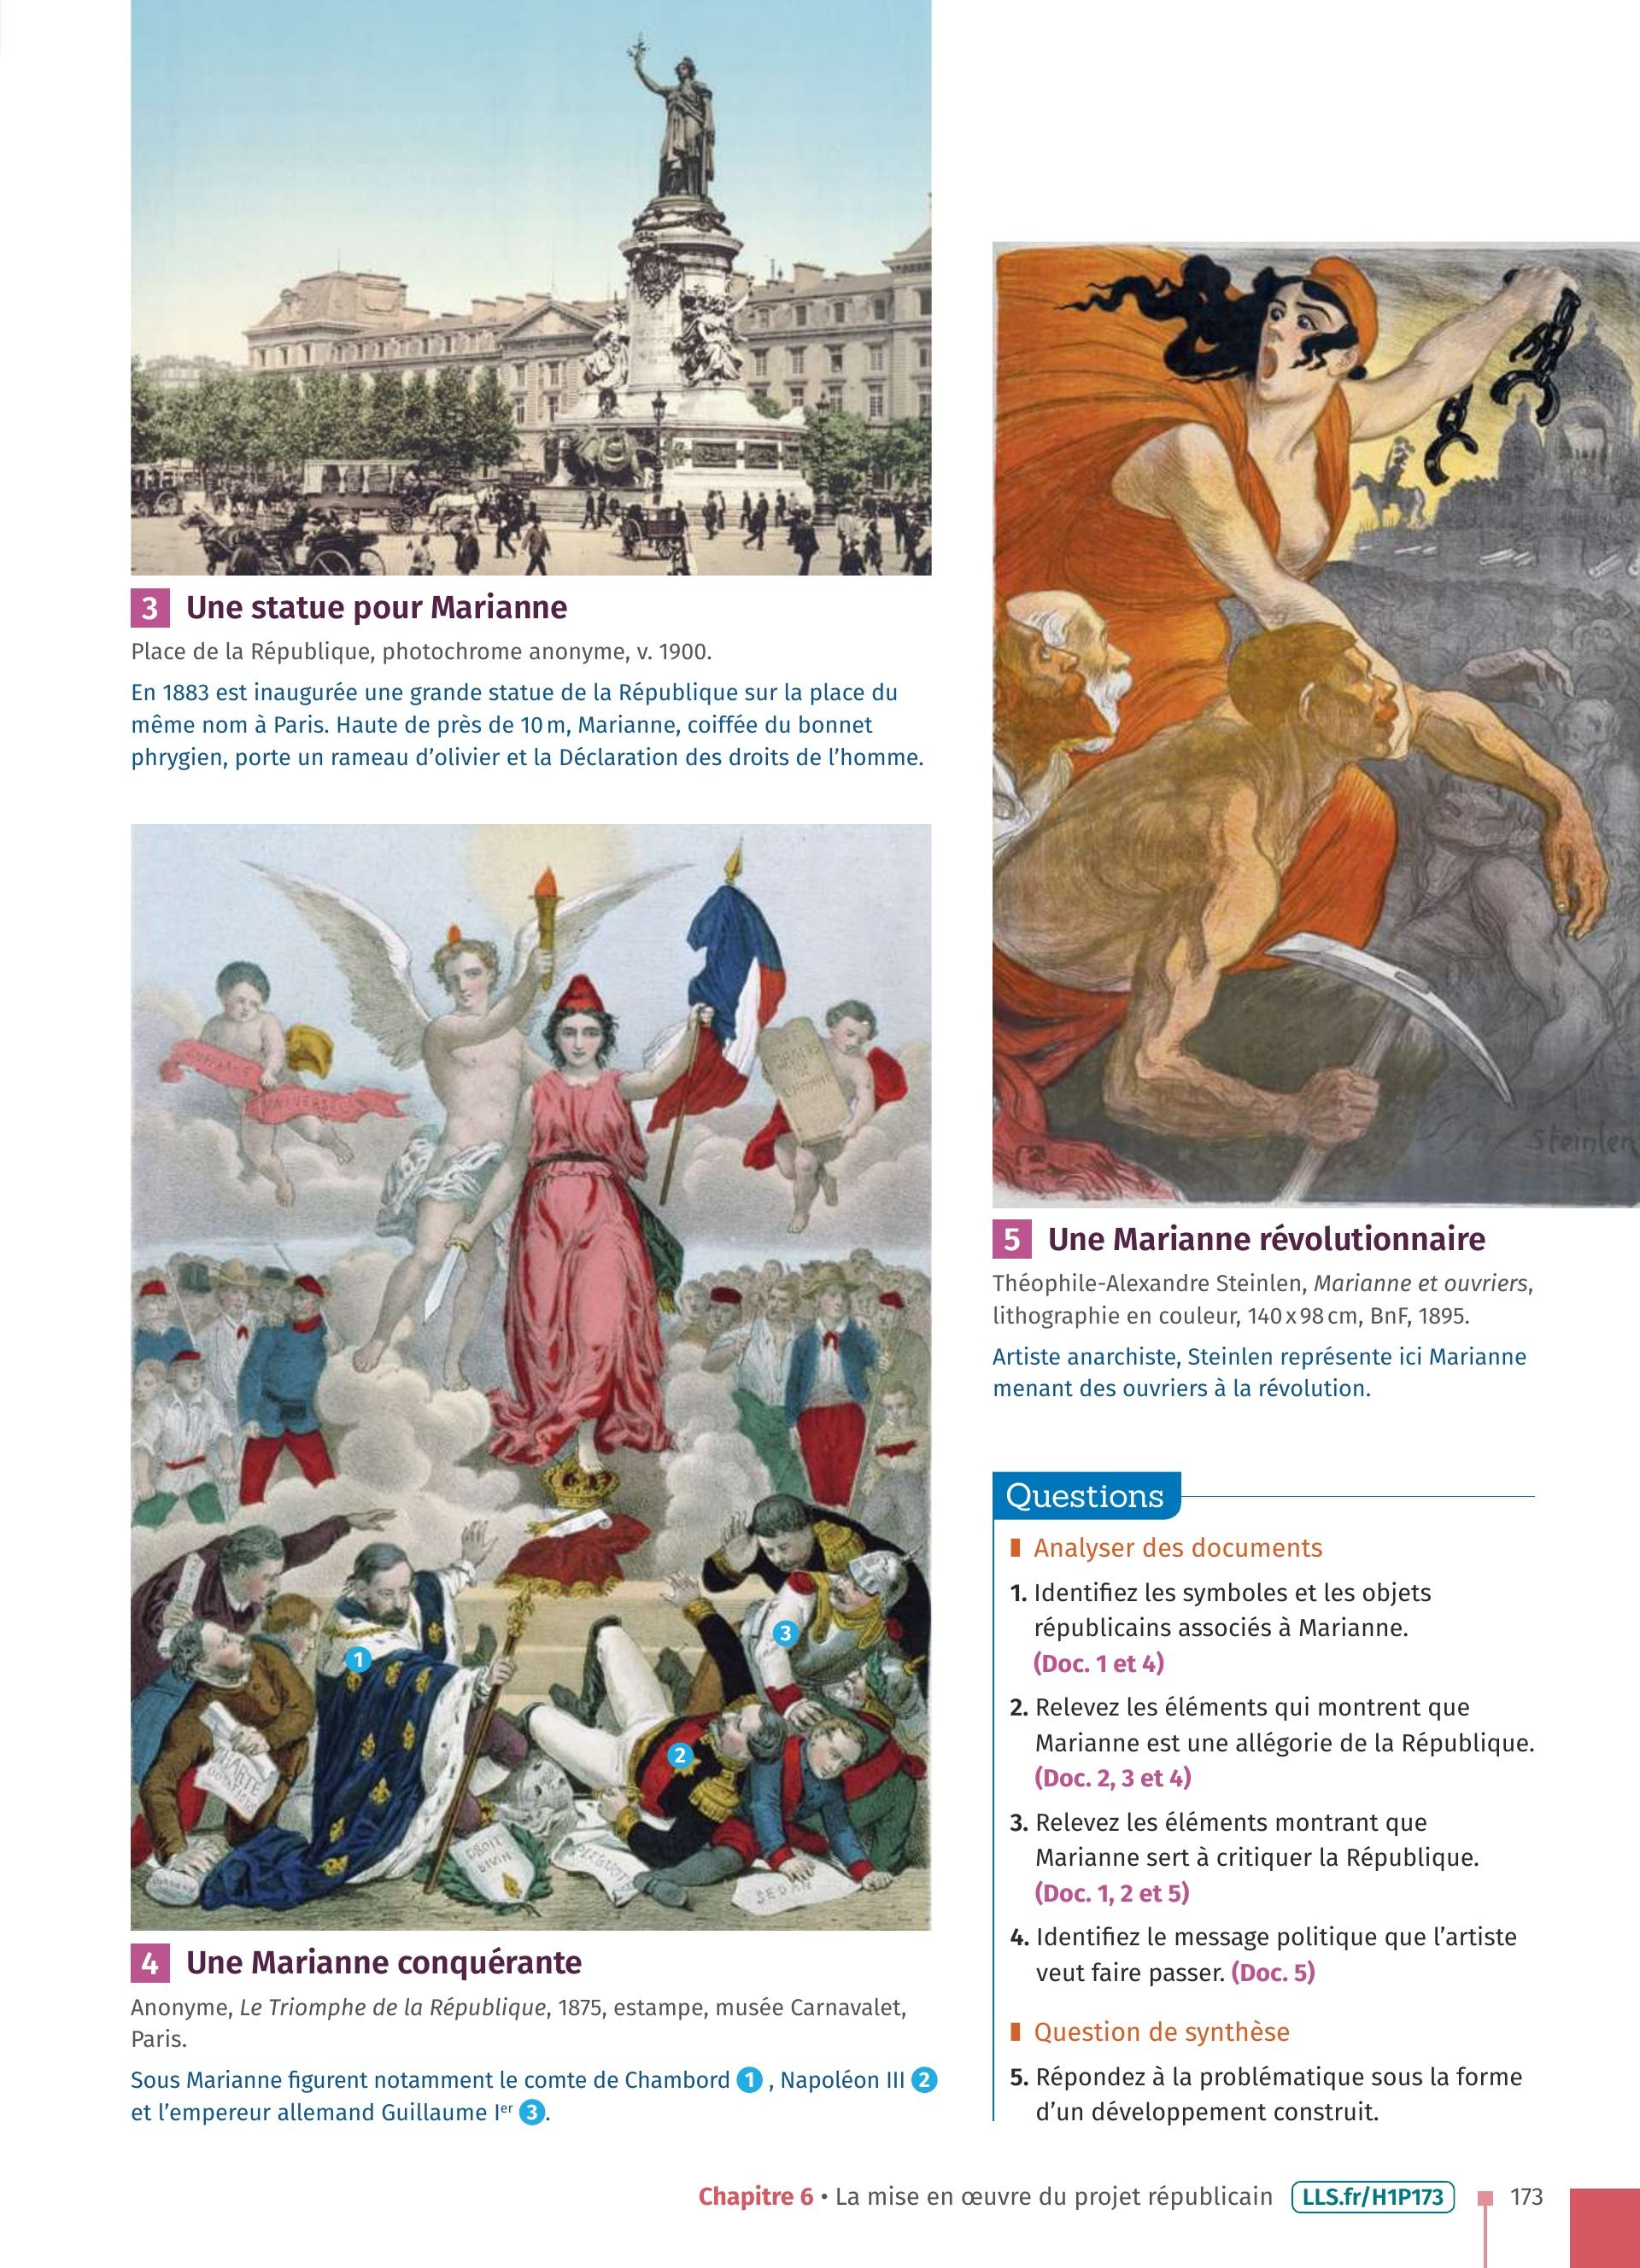 3 Une statue pour Marianne
Place de la République, photochrome anonyme, v. 1900.
En 1883 est inaugurée une grande statue de la République sur la place du
même nom à Paris. Haute de près de 10 m, Marianne, coiffée du bonnet
phrygien, porte un rameau d'olivier et la Déclaration des droits de l'homme.
SUFFRAGE
UNIVERSEL
DROITS
DE
L'HOMME
1
2
3
DROIT
DIVIN
SEDAN
4 Une Marianne conquérante
Anonyme, Le Triomphe de la République, 1875, estampe, musée Carnavalet,
Paris.
Sous Marianne figurent notamment le comte de Chambord 1 , Napoléon III 2
et l'empereur allemand Guillaume Ier 3.
Steinlen
5 Une Marianne révolutionnaire
Théophile-Alexandre Steinlen, Marianne et ouvriers,
lithographie en couleur, 140 x 98 cm, BnF, 1895.
Artiste anarchiste, Steinlen représente ici Marianne
menant des ouvriers à la révolution.
Questions
Analyser des documents
1. Identifiez les symboles et les objets
républicains associés à Marianne.
(Doc. 1 et 4)
2. Relevez les éléments qui montrent que
Marianne est une allégorie de la République.
(Doc. 2, 3 et 4)
3. Relevez les éléments montrant que
Marianne sert à critiquer la République.
(Doc. 1, 2 et 5)
4. Identifiez le message politique que l'artiste
veut faire passer. (Doc. 5)
Question de synthèse
5. Répondez à la problématique sous la forme
d'un développement construit.
Chapitre 6 • La mise en œuvre du projet républicain LLS.fr/H1P173 173